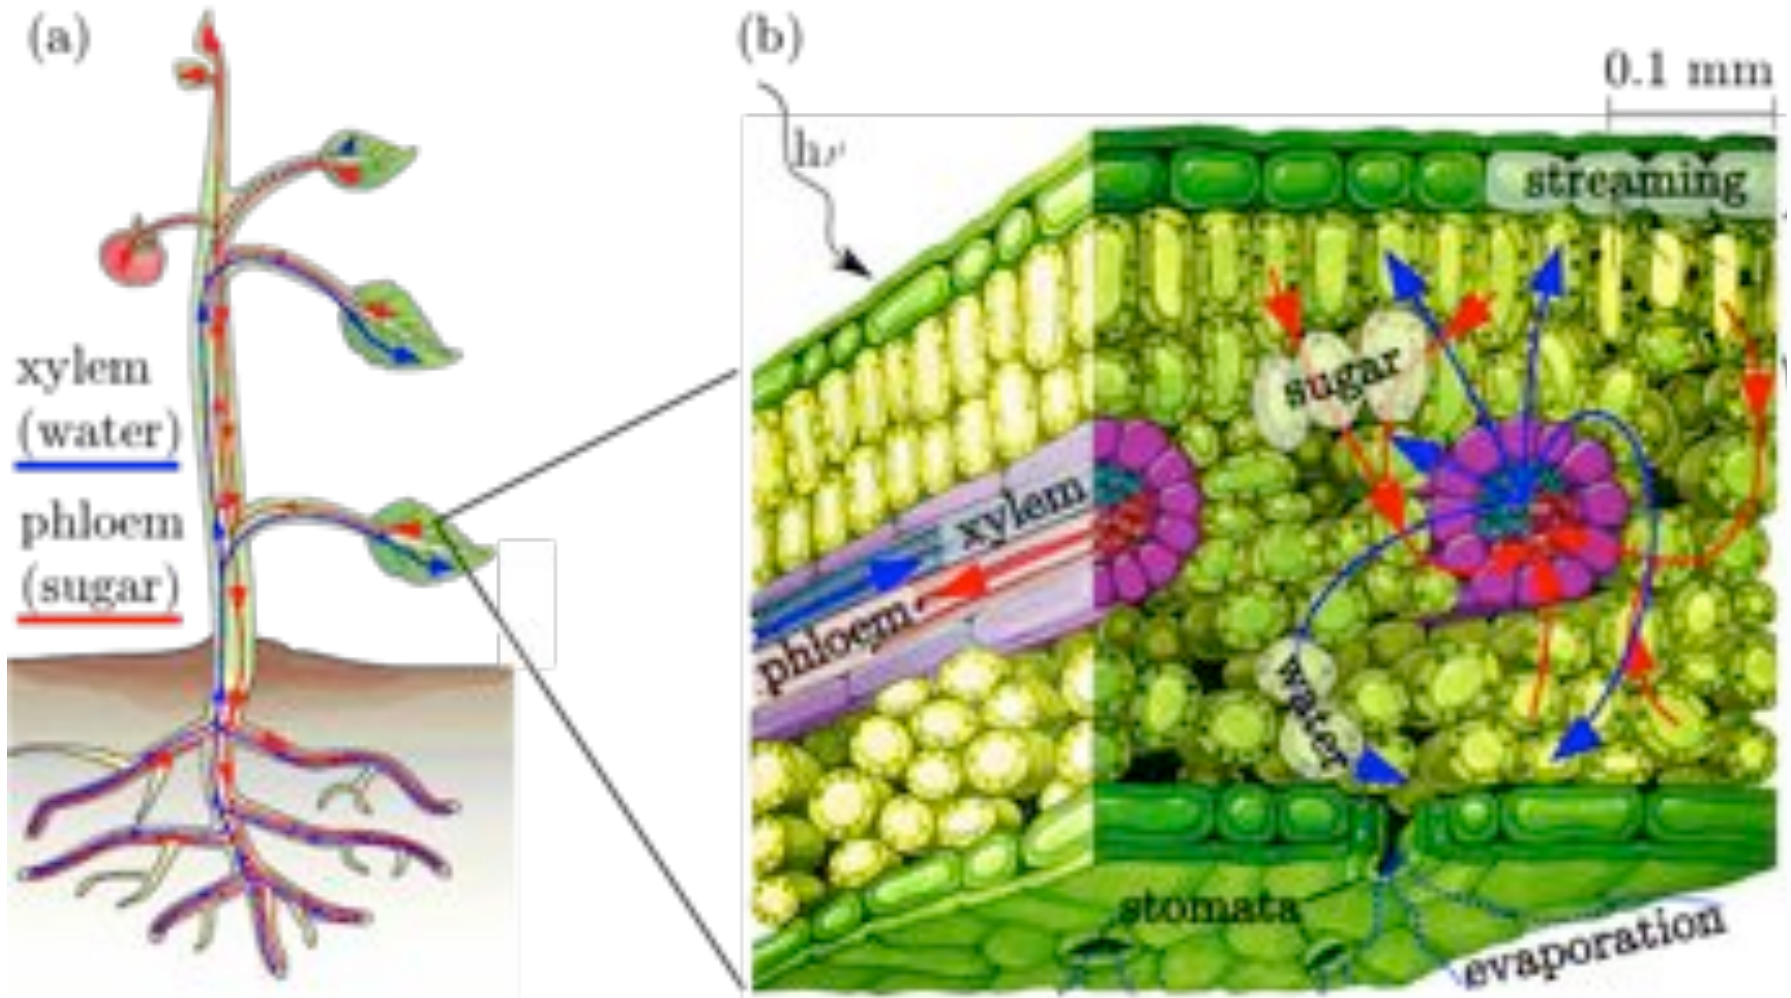 (a)
xylem
(water)
phloem
(sugar)
(b)
0.1 mm
hν
streaming
sugar
xylem
phloem
water
stomata
evaporation